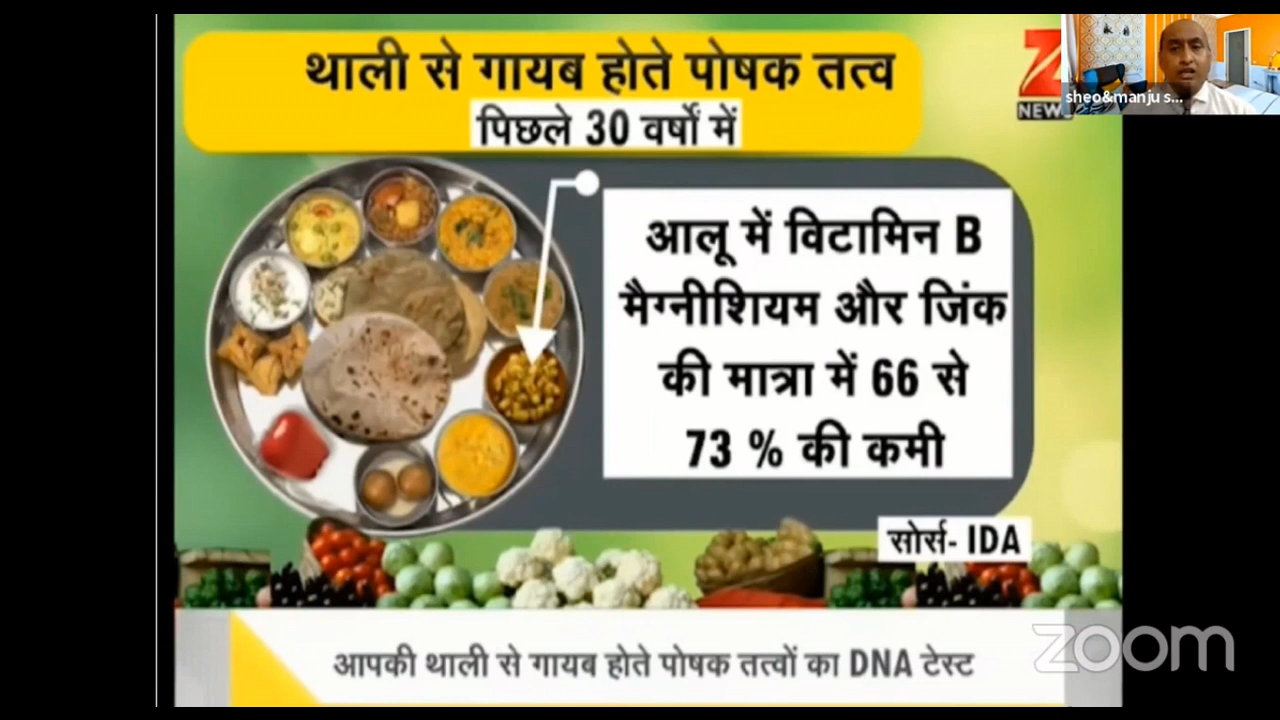 थाली से गायब होते पोषक तत्व
पिछले 30 वर्षों में
NEWS
sheo&manju s...
आलू में विटामिन B
मैग्नीशियम और जिंक
की मात्रा में 66 से
73 % की कमी
सोर्स- IDA
आपकी थाली से गायब होते पोषक तत्वों का DNA टेस्ट
zoom